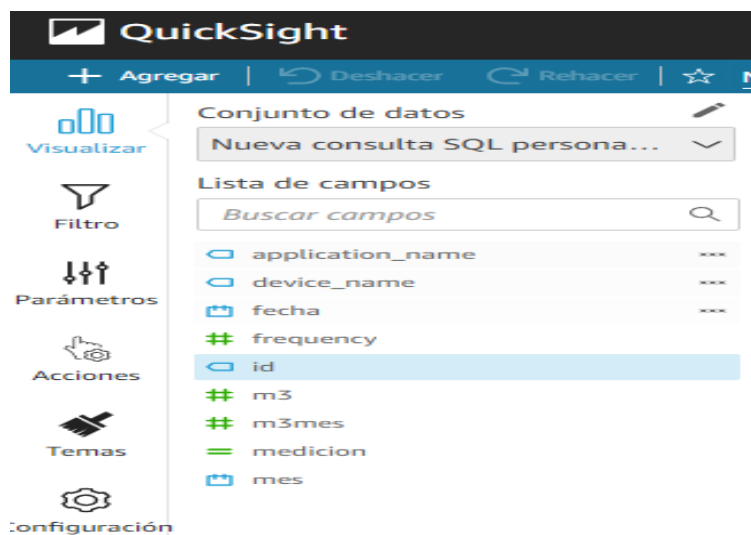 QuickSight
Agregar
Deshacer
Rehacer
Visualizar
Filtro
Parámetros
Acciones
Temas
Configuración
Conjunto de datos
Nueva consulta SQL persona...
Lista de campos
Buscar campos
application_name
device_name
fecha
frequency
id
m3
m3mes
medicion
mes